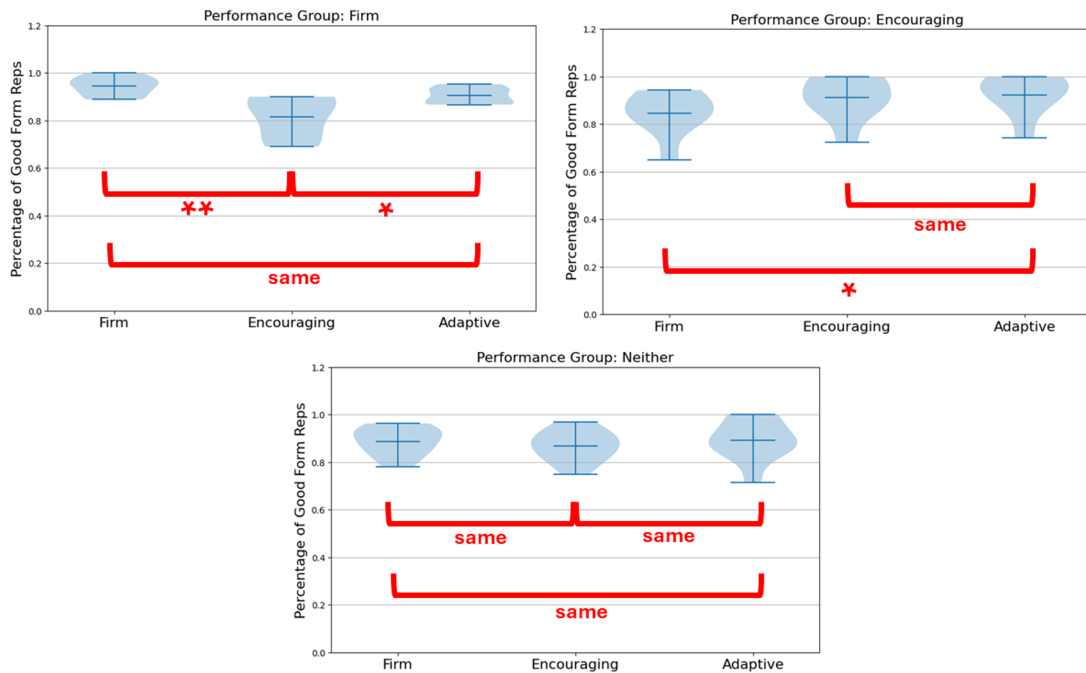 Performance Group: Firm
Percentage of Good Form Reps
1.2
1.0
0.8
0.6
0.4
0.2
0.0
** *
same
Firm Encouraging Adaptive
Performance Group: Encouraging
Percentage of Good Form Reps
1.2
1.0
0.8
0.6
0.4
0.2
0.0
same
*
Firm Encouraging Adaptive
Performance Group: Neither
Percentage of Good Form Reps
1.2
1.0
0.8
0.6
0.4
0.2
0.0
same same
same
Firm Encouraging Adaptive